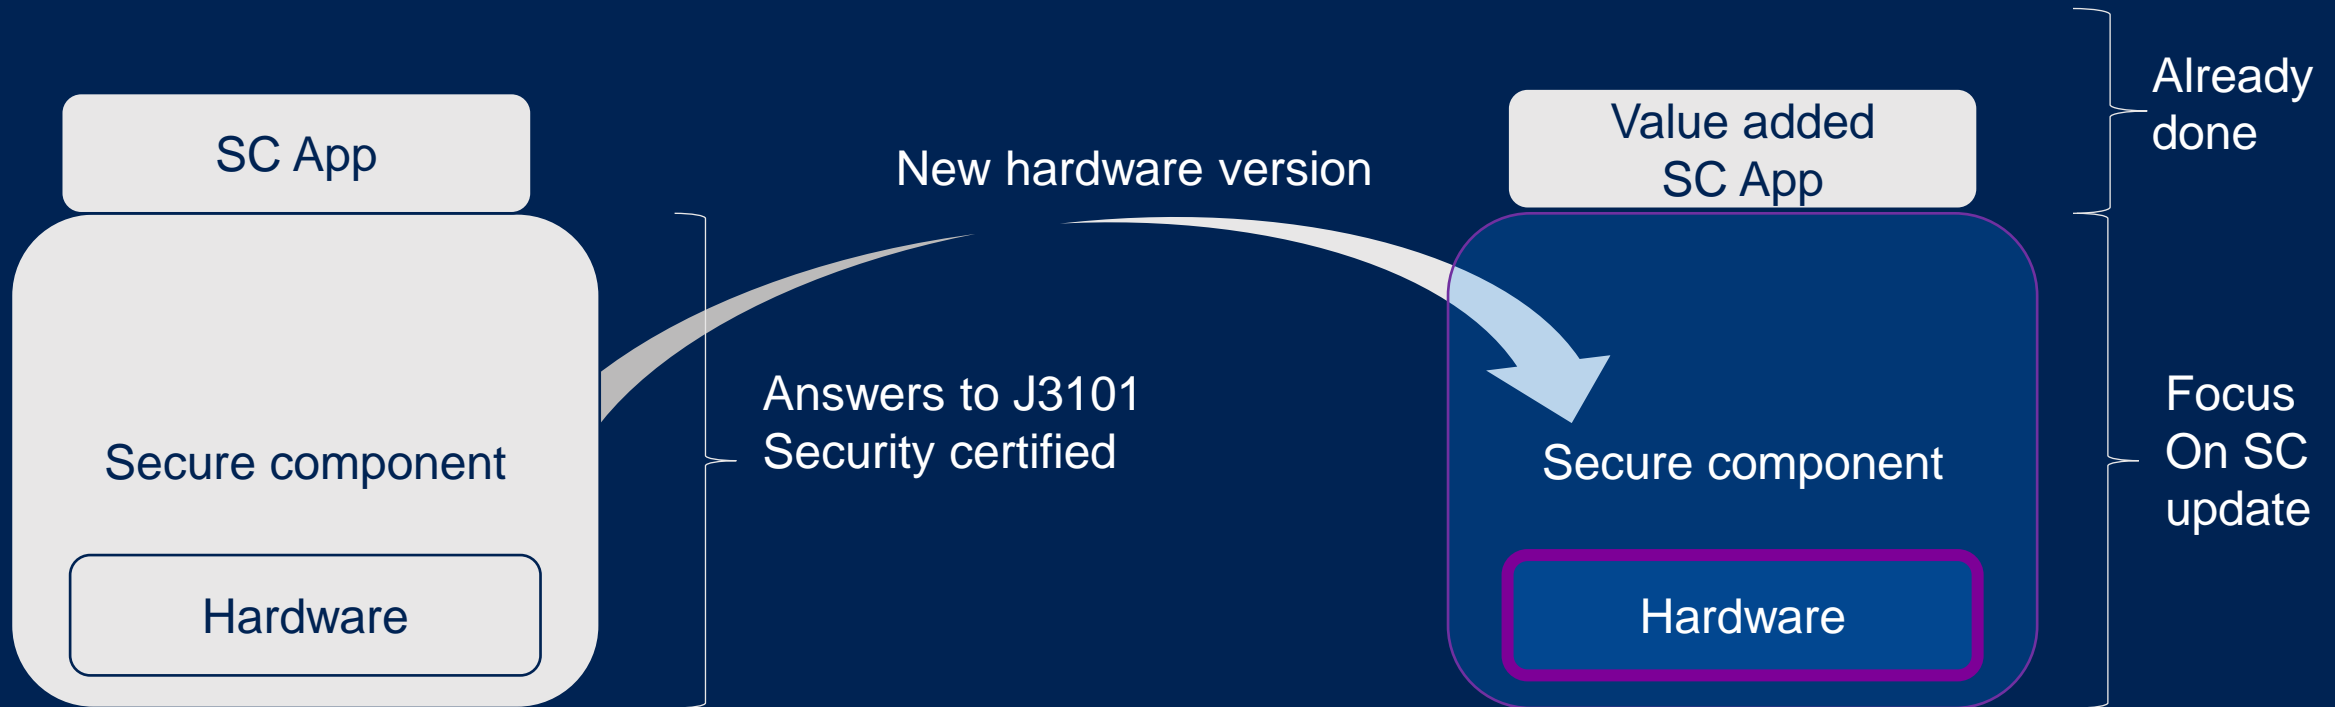 SC App
Secure component
Hardware
Answers to J3101
Security certified
New hardware version
Value added
SC App
Secure component
Hardware
Already
done
Focus
On SC
update